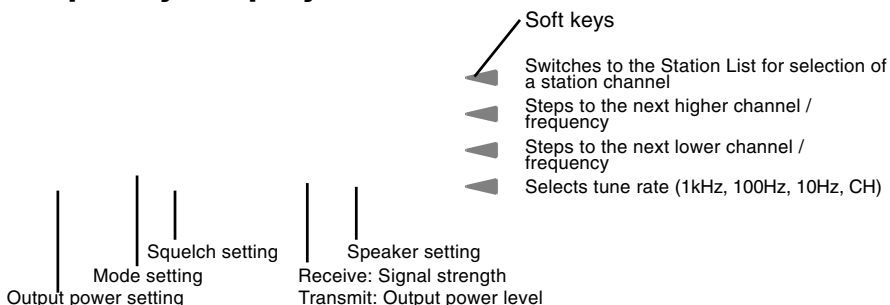 Soft keys
Switches to the Station List for selection of
a station channel
Steps to the next higher channel /
frequency
Steps to the next lower channel /
frequency
Selects tune rate (1kHz, 100Hz, 10Hz, CH)
Squelch setting
Speaker setting
Mode setting
Receive: Signal strength
Output power setting
Transmit: Output power level